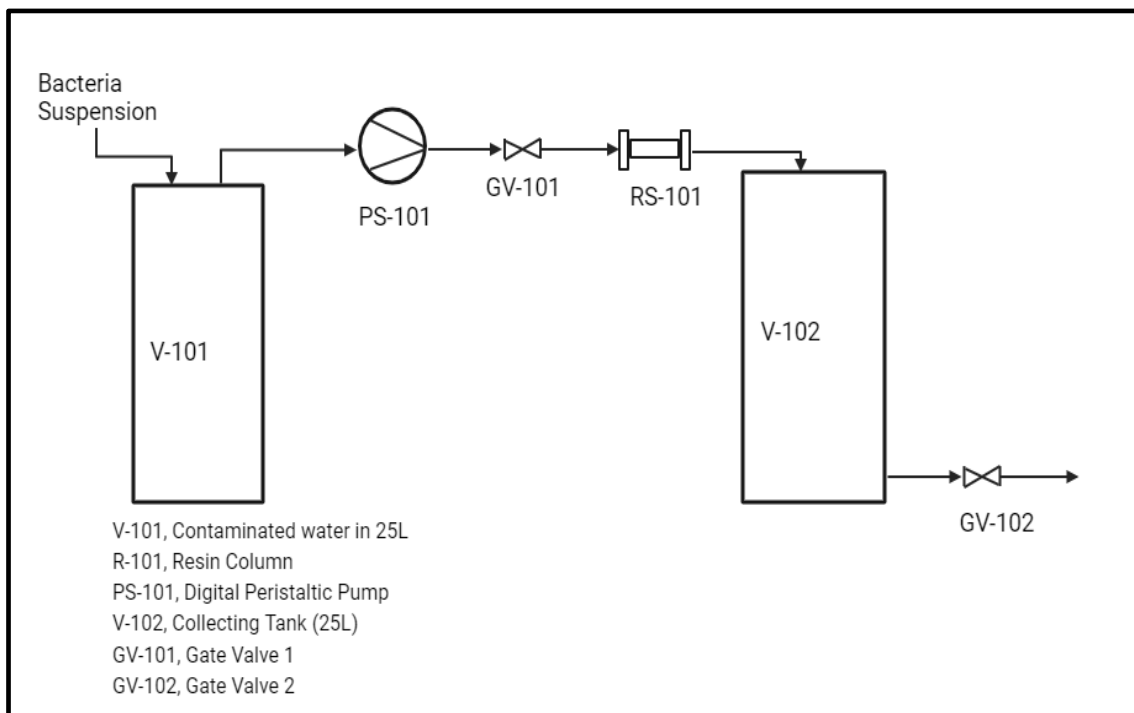 Bacteria
Suspension
PS-101
GV-101
RS-101
V-101
V-102
GV-102
V-101, Contaminated water in 25L
R-101, Resin Column
PS-101, Digital Peristaltic Pump
V-102, Collecting Tank (25L)
GV-101, Gate Valve 1
GV-102, Gate Valve 2